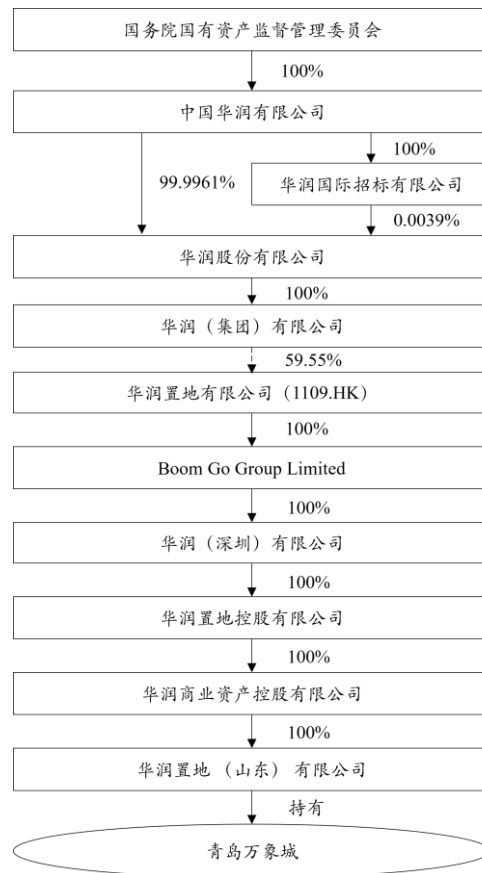 国务院国有资产监督管理委员会
100%
中国华润有限公司
100%
99.9961%
华润国际招标有限公司
0.0039%
华润股份有限公司
100%
华润（集团）有限公司
59.55%
华润置地有限公司（1109.HK）
100%
Boom Go Group Limited
100%
华润（深圳）有限公司
100%
华润置地控股有限公司
100%
华润商业资产控股有限公司
100%
华润置地 （山东） 有限公司
持有
青岛万象城